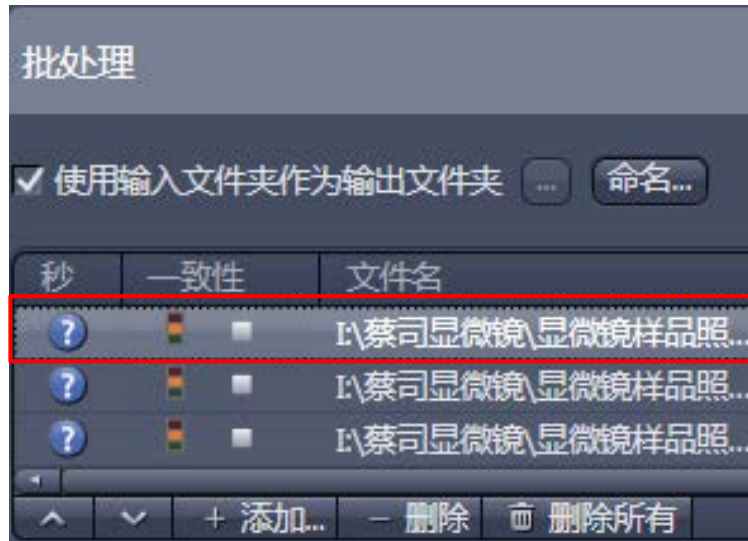 批处理
使用输入文件夹作为输出文件夹 ... 命名...
秒 一致性 文件名
? I:\蔡司显微镜\显微镜样品照...
? I:\蔡司显微镜\显微镜样品照...
? I:\蔡司显微镜\显微镜样品照...
+ 添加... − 删除 删除所有